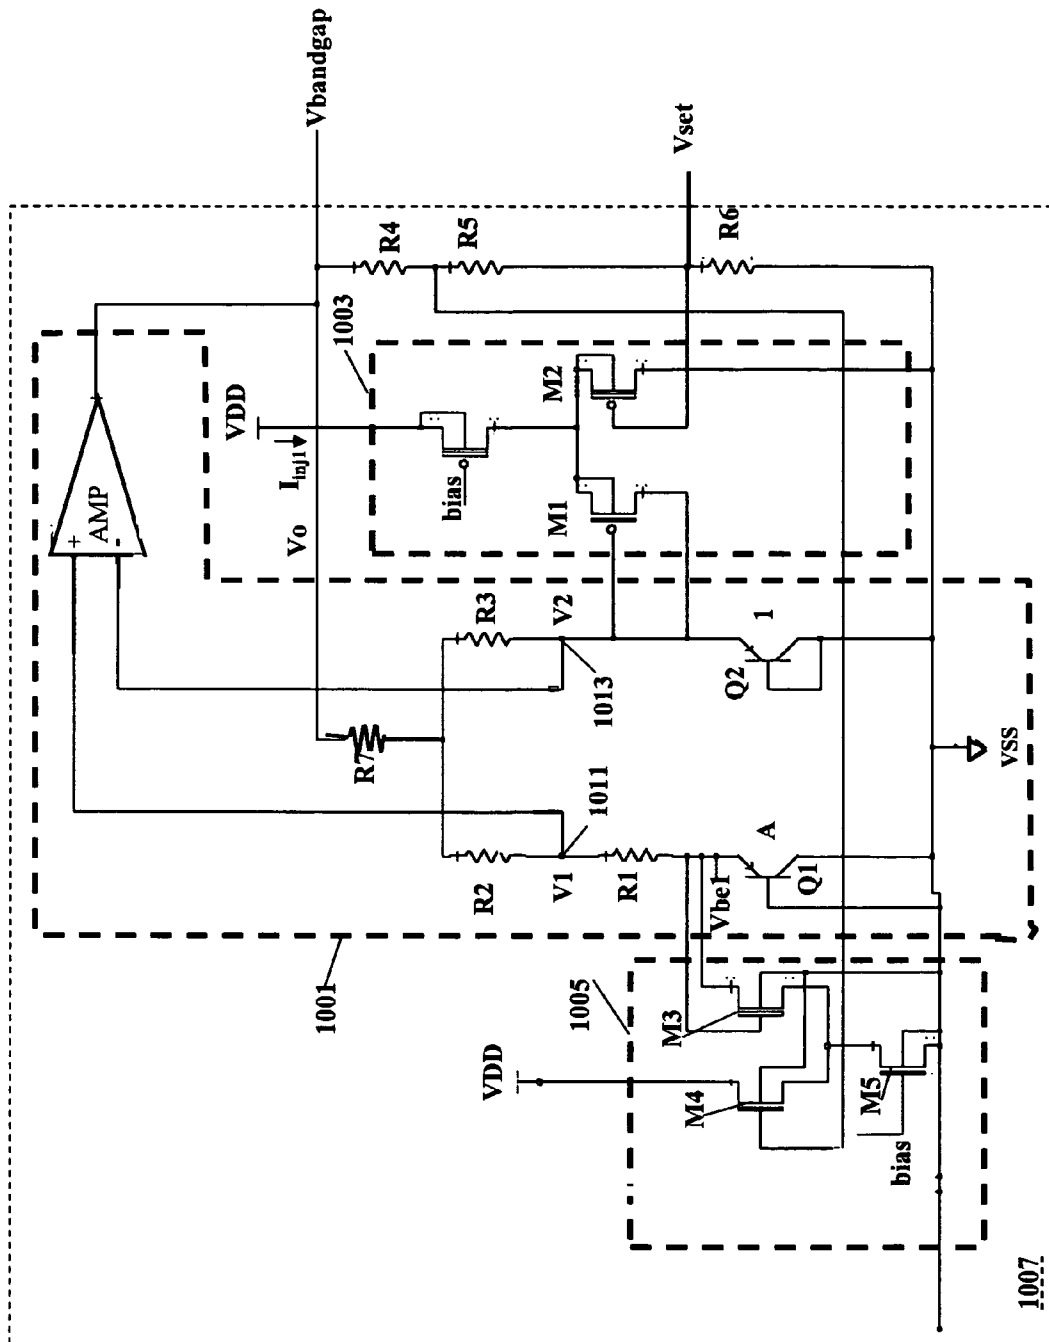 Vbandgap
Vset
R4
R5
R6
1003
VDD
I inj1
bias
M2
M1
AMP
+
-
Vo
R3
V2
1013
Q2
1
R7
VSS
R2
V1
1011
R1
Vbe1
A
Q1
1001
1005
M3
VDD
M4
M5
bias
1007